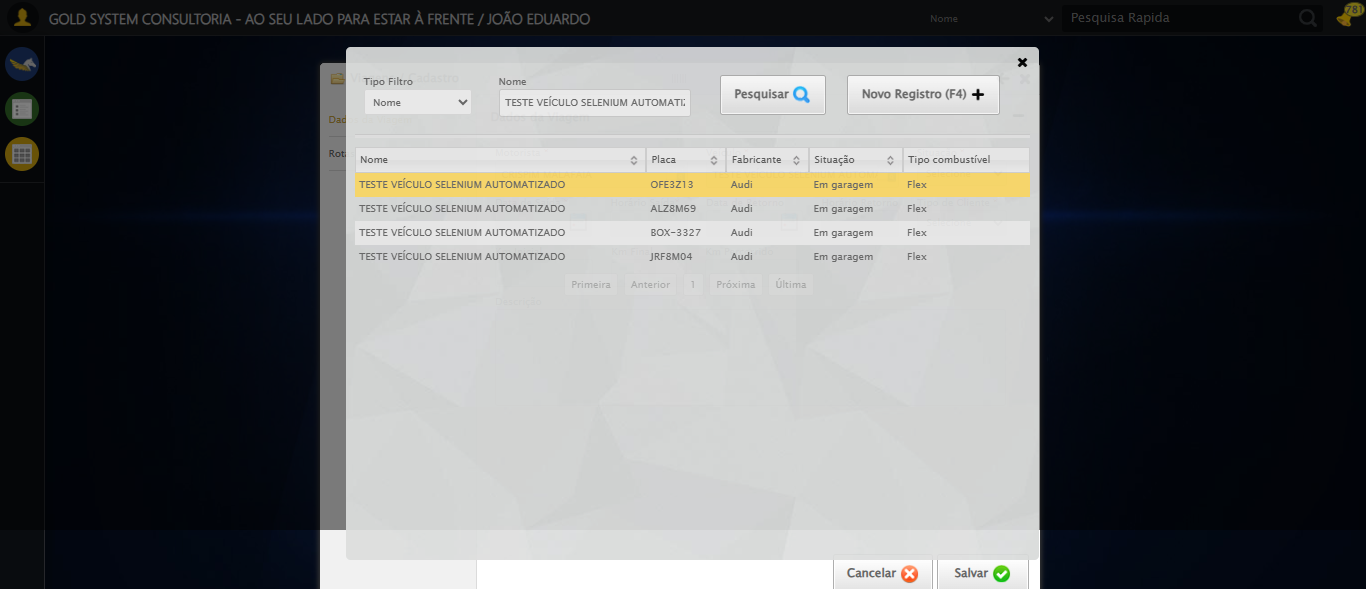 GOLD SYSTEM CONSULTORIA - AO SEU LADO PARA ESTAR À FRENTE / JOÃO EDUARDO
Nome
Pesquisa Rapida
781
Tipo Filtro
Nome
Nome
TESTE VEÍCULO SELENIUM AUTOMATIZ
Pesquisar
Novo Registro (F4)
Nome Placa Fabricante Situação Tipo combustível
TESTE VEÍCULO SELENIUM AUTOMATIZADO OFE3Z13 Audi Em garagem Flex
TESTE VEÍCULO SELENIUM AUTOMATIZADO ALZ8M69 Audi Em garagem Flex
TESTE VEÍCULO SELENIUM AUTOMATIZADO BOX-3327 Audi Em garagem Flex
TESTE VEÍCULO SELENIUM AUTOMATIZADO JRF8M04 Audi Em garagem Flex
Primeira Anterior 1 Próxima Última
Cancelar
Salvar